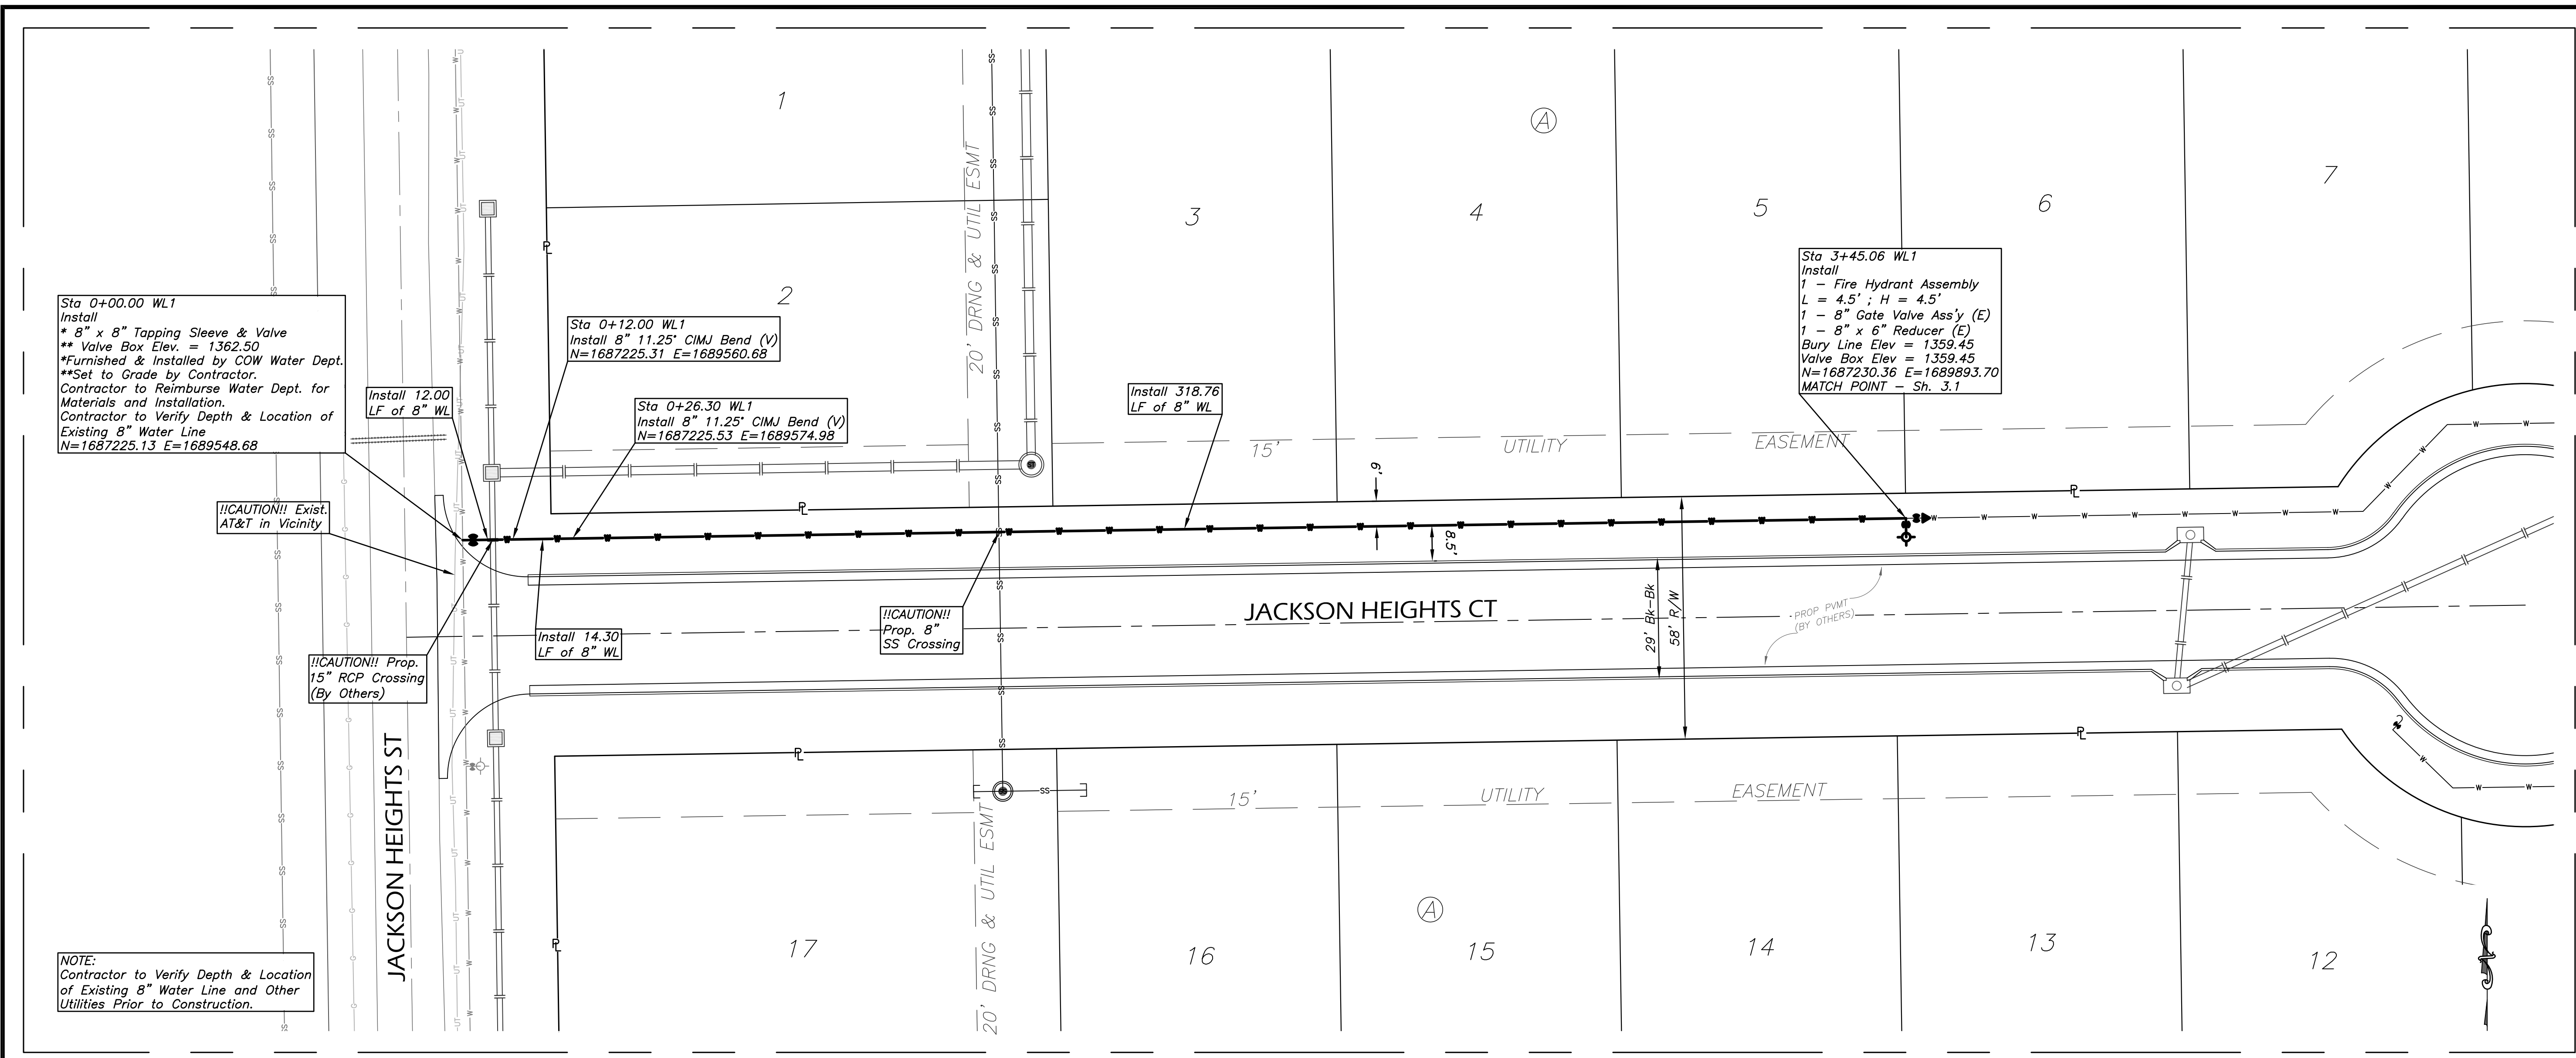 1
A
2
3
4
5
6
7
20' DRNG & UTIL ESMT
Sta 0+00.00 WL1
Install
* 8" x 8" Tapping Sleeve & Valve
** Valve Box Elev. = 1362.50
*Furnished & Installed by COW Water Dept.
**Set to Grade by Contractor.
Contractor to Reimburse Water Dept. for
Materials and Installation.
Contractor to Verify Depth & Location of
Existing 8" Water Line
N=1687225.13 E=1689548.68
Install 12.00
LF of 8" WL
Sta 0+12.00 WL1
Install 8" 11.25° CIMJ Bend (V)
N=1687225.31 E=1689560.68
Sta 0+26.30 WL1
Install 8" 11.25° CIMJ Bend (V)
N=1687225.53 E=1689574.98
Install 318.76
LF of 8" WL
Sta 3+45.06 WL1
Install
1 - Fire Hydrant Assembly
L = 4.5' ; H = 4.5'
1 - 8" Gate Valve Ass'y (E)
1 - 8" x 6" Reducer (E)
Bury Line Elev = 1359.45
Valve Box Elev = 1359.45
N=1687230.36 E=1689893.70
MATCH POINT - Sh. 3.1
15' UTILITY EASEMENT
ST
6'
8.5'
!!CAUTION!! Exist.
AT&T in Vicinity
!!CAUTION!! Prop.
15" RCP Crossing
(By Others)
Install 14.30
LF of 8" WL
!!CAUTION!!
Prop. 8"
SS Crossing
JACKSON HEIGHTS CT
29' Bk-Bk
58' R/W
PROP PVMT
(BY OTHERS)
JACKSON HEIGHTS ST
2
15' UTILITY EASEMENT
20' DRNG & UTIL ESMT
A
17
16
15
14
13
12
NOTE:
Contractor to Verify Depth & Location
of Existing 8" Water Line and Other
Utilities Prior to Construction.